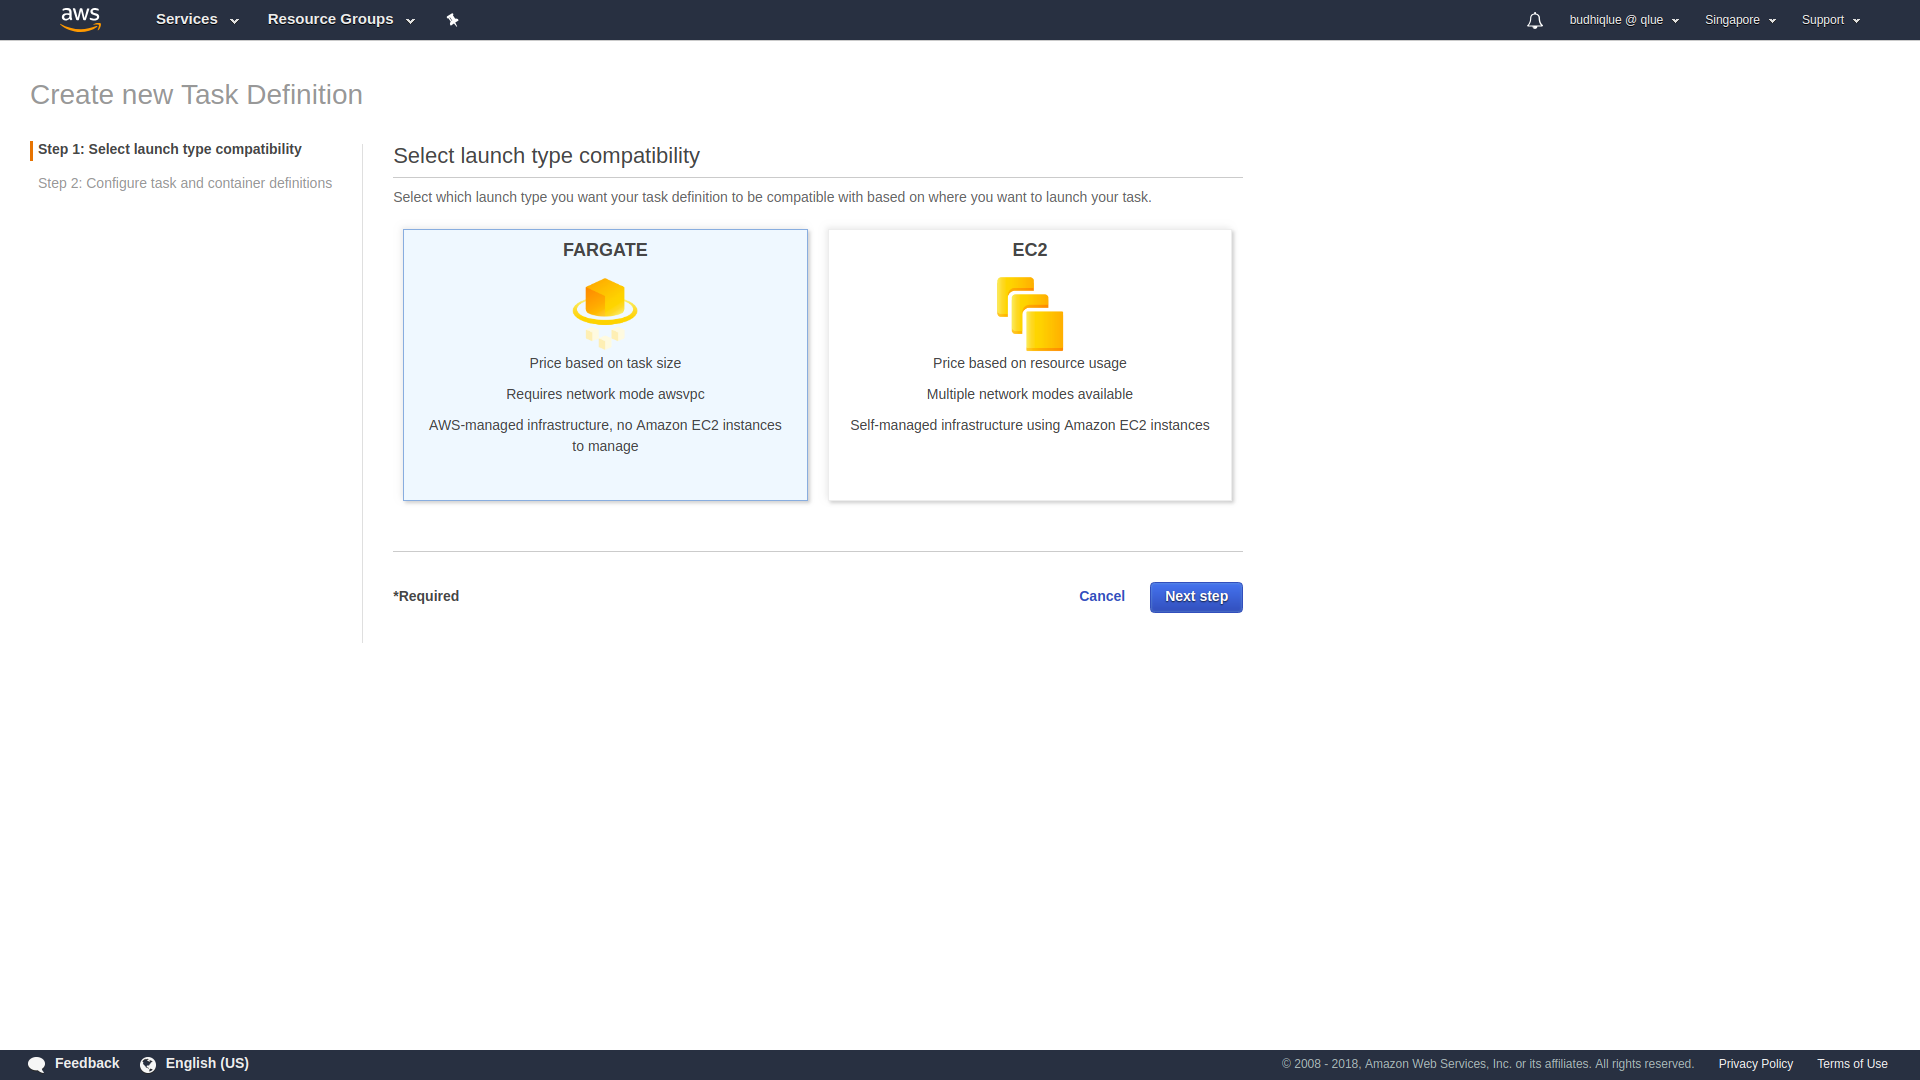 aws
Services
Resource Groups
budhiqlue @ qlue
Singapore
Support
Create new Task Definition
Step 1: Select launch type compatibility
Step 2: Configure task and container definitions
Select launch type compatibility
Select which launch type you want your task definition to be compatible with based on where you want to launch your task.
FARGATE
Price based on task size
Requires network mode awsvpc
AWS-managed infrastructure, no Amazon EC2 instances
to manage
EC2
Price based on resource usage
Multiple network modes available
Self-managed infrastructure using Amazon EC2 instances
*Required
Cancel
Next step
Feedback
English (US)
© 2008 - 2018, Amazon Web Services, Inc. or its affiliates. All rights reserved.
Privacy Policy
Terms of Use